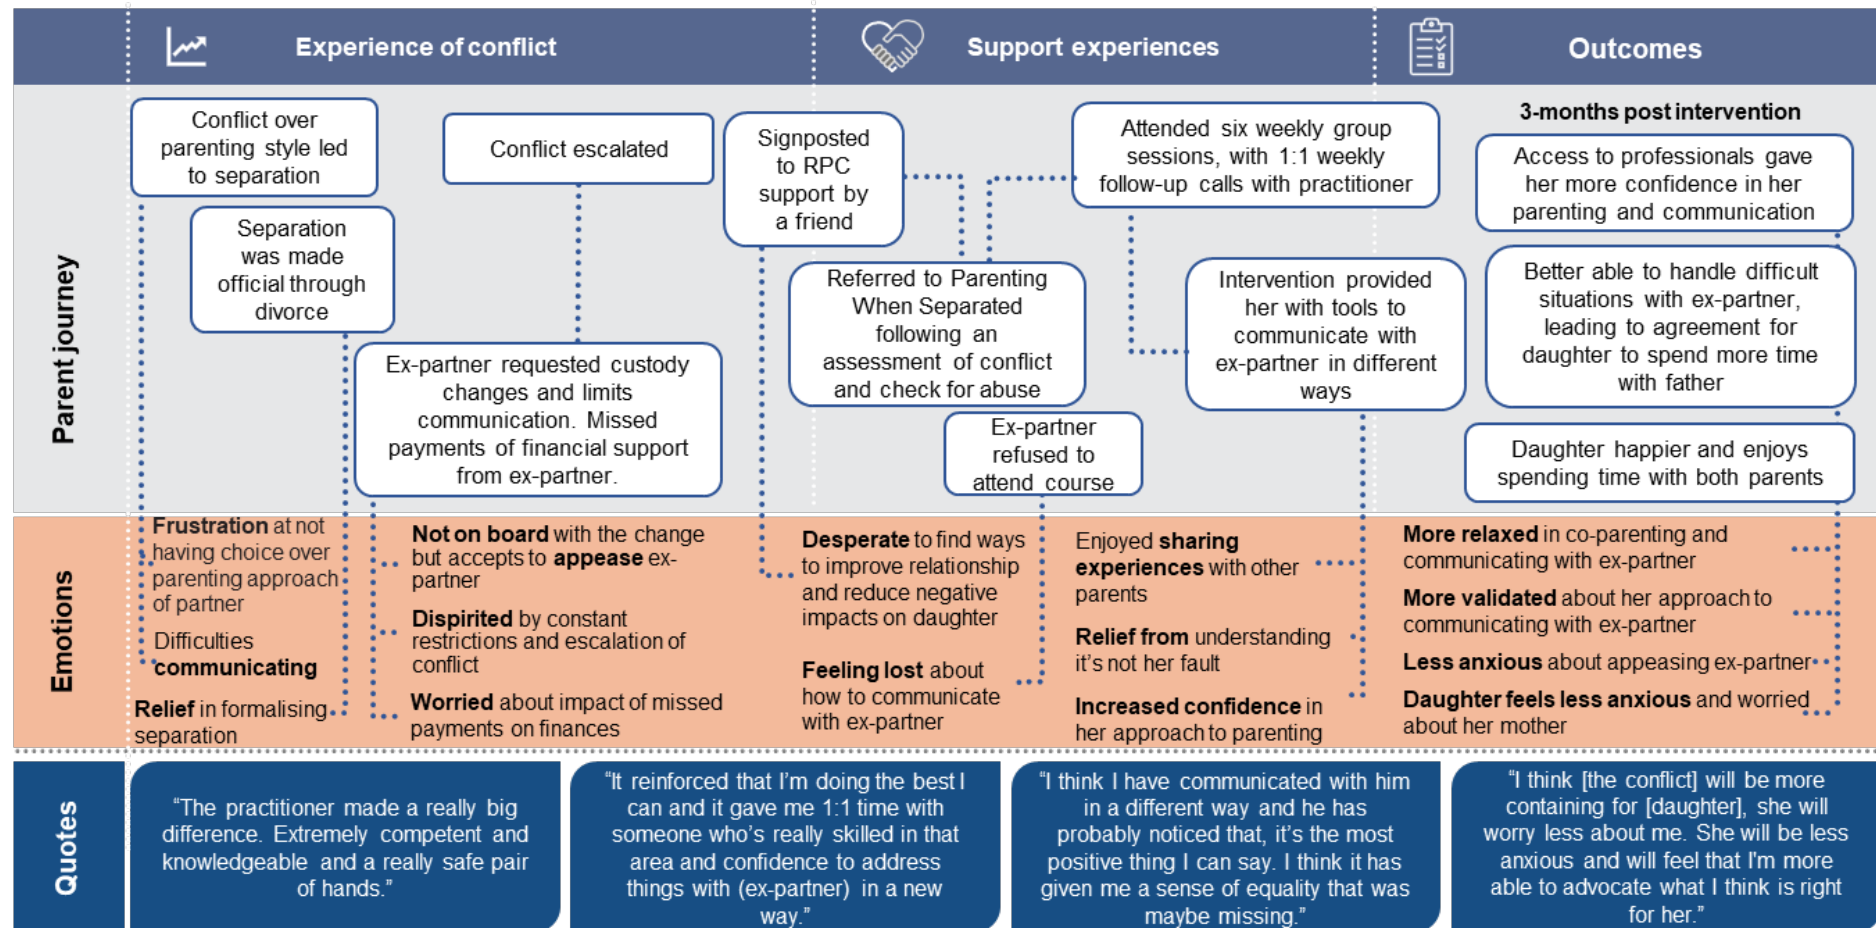 Experience of conflict
Support experiences
Outcomes
Parent journey
Conflict over
parenting style led
to separation
Separation
was made
official through
divorce
Conflict escalated
Ex-partner requested custody
changes and limits
communication. Missed
payments of financial support
from ex-partner.
Signposted
to RPC
support by
a friend
Referred to Parenting
When Separated
following an
assessment of conflict
and check for abuse
Ex-partner
refused to
attend course
Attended six weekly group
sessions, with 1:1 weekly
follow-up calls with practitioner
Intervention provided
her with tools to
communicate with
ex-partner in different
ways
3-months post intervention
Access to professionals gave
her more confidence in her
parenting and communication
Better able to handle difficult
situations with ex-partner,
leading to agreement for
daughter to spend more time
with father
Daughter happier and enjoys
spending time with both parents
Emotions
Frustration at not
having choice over
parenting approach
of partner
Difficulties
communicating
Relief in formalising
separation
Not on board with the change
but accepts to appease ex-
partner
Dispirited by constant
restrictions and escalation of
conflict
Worried about impact of missed
payments on finances
Desperate to find ways
to improve relationship
and reduce negative
impacts on daughter
Feeling lost about
how to communicate
with ex-partner
Enjoyed sharing
experiences with other
parents
Relief from understanding
it's not her fault
Increased confidence in
her approach to parenting
More relaxed in co-parenting and
communicating with ex-partner
More validated about her approach to
communicating with ex-partner
Less anxious about appeasing ex-partner
Daughter feels less anxious and worried
about her mother
Quotes
“The practitioner made a really big
difference. Extremely competent and
knowledgeable and a really safe pair
of hands.”
“It reinforced that I'm doing the best I
can and it gave me 1:1 time with
someone who's really skilled in that
area and confidence to address
things with (ex-partner) in a new
way.”
“I think I have communicated with him
in a different way and he has
probably noticed that, it's the most
positive thing I can say. I think it has
given me a sense of equality that was
maybe missing.”
“I think [the conflict] will be more
containing for [daughter], she will
worry less about me. She will be less
anxious and will feel that I'm more
able to advocate what I think is right
for her.”